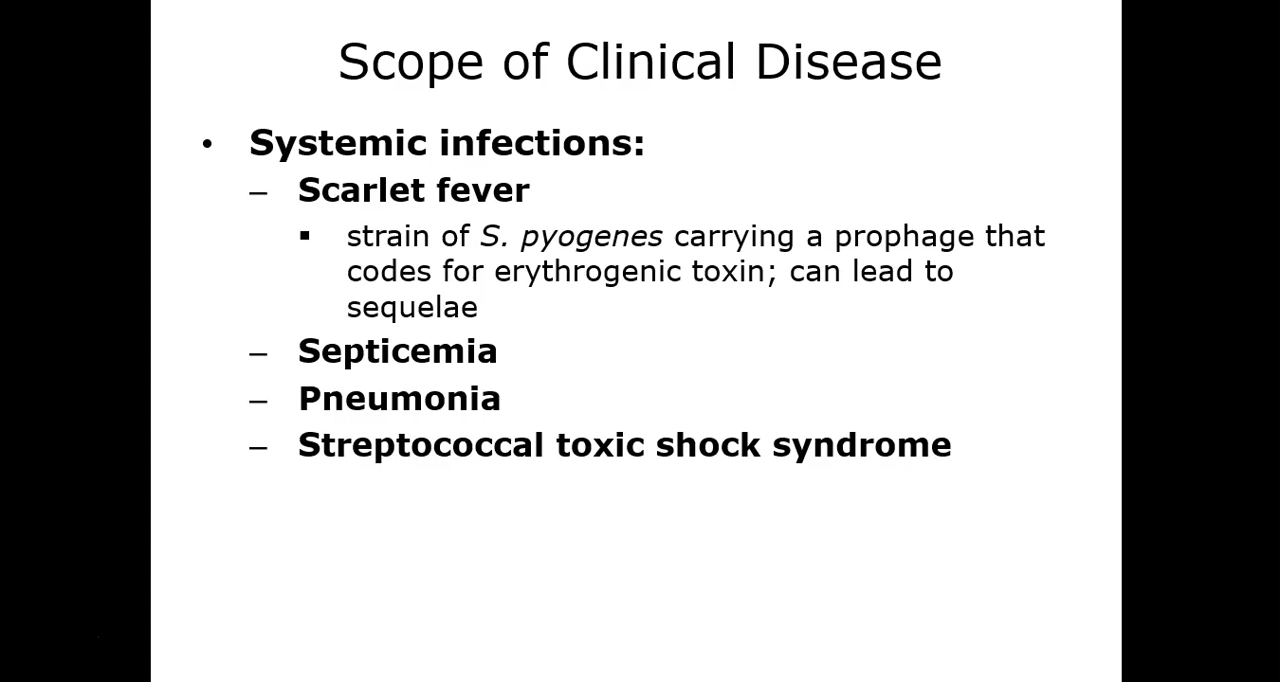 Scope of Clinical Disease
• Systemic infections:
– Scarlet fever
▪ strain of S. pyogenes carrying a prophage that
codes for erythrogenic toxin; can lead to
sequelae
– Septicemia
– Pneumonia
– Streptococcal toxic shock syndrome